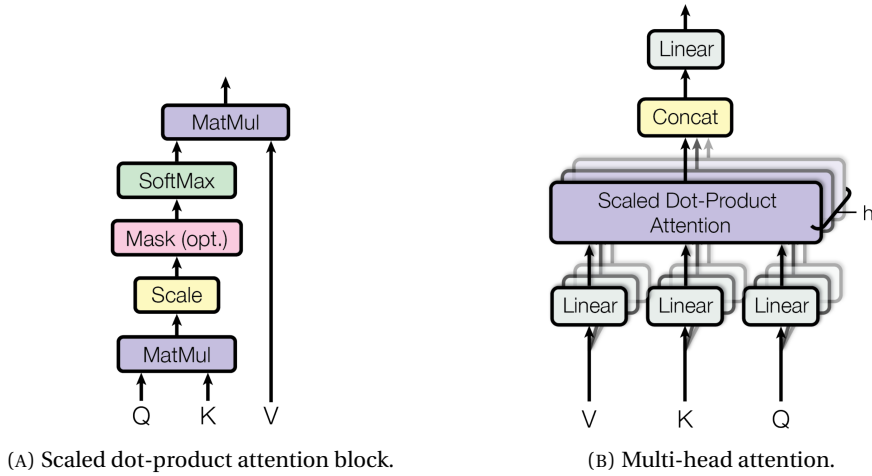 MatMul
SoftMax
Mask (opt.)
Scale
MatMul
Q K V
(A) Scaled dot-product attention block.
Linear
Concat
Scaled Dot-Product
Attention
h
Linear Linear Linear
V K Q
(B) Multi-head attention.